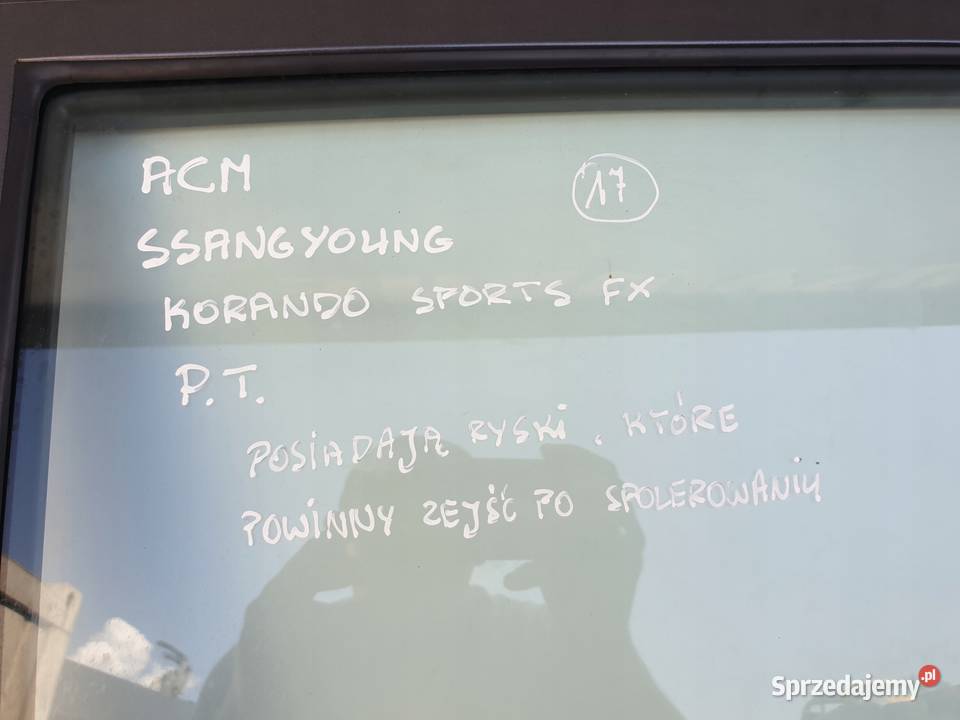 ACM
17
SSANGYOUNG
KORANDO SPORTS FX
P.T.
POSIADAJĄ RYSKI, KTÓRE
POWINNY ZEJŚĆ PO SPOLEROWANIU
Sprzedajemy.pl